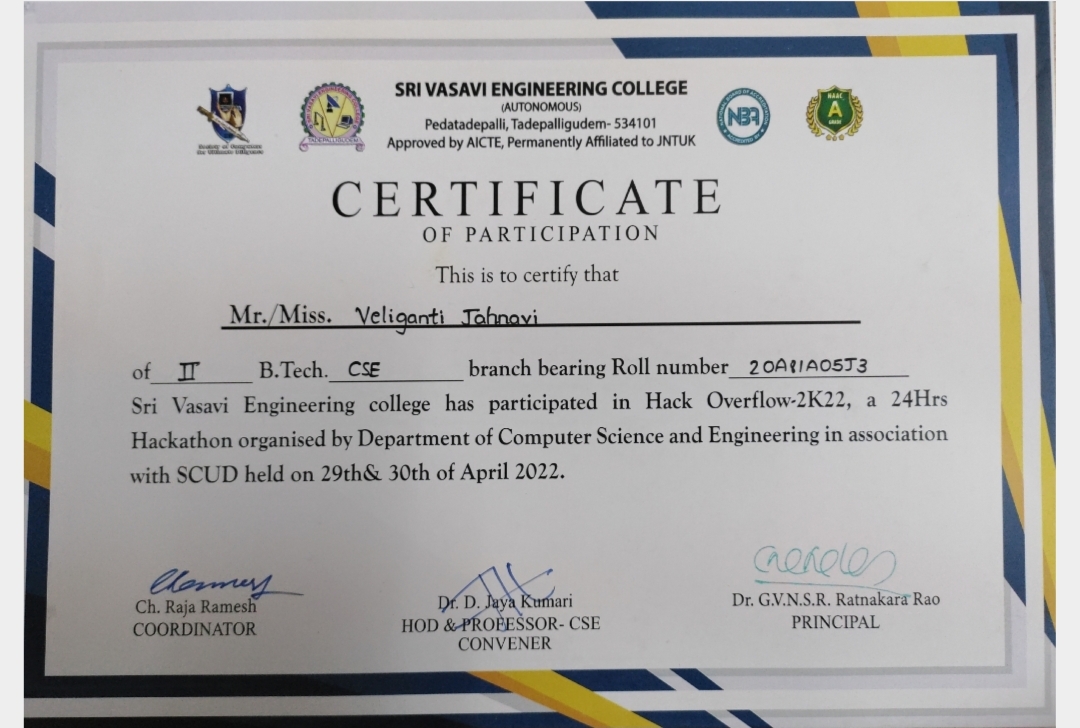 SRI VASAVI ENGINEERING COLLEGE
(AUTONOMOUS)
Pedatadepalli, Tadepalligudem- 534101
Approved by AICTE, Permanently Affiliated to JNTUK
TADEPALLIGUDEM
NBA
NAAC
A
GRADE
CERTIFICATE
OF PARTICIPATION
This is to certify that
Mr./Miss. Veliganti Jahnavi
of II B.Tech. CSE branch bearing Roll number 20A81A05J3
Sri Vasavi Engineering college has participated in Hack Overflow-2K22, a 24Hrs
Hackathon organised by Department of Computer Science and Engineering in association
with SCUD held on 29th& 30th of April 2022.
Ch. Raja Ramesh
COORDINATOR
Dr. D. Jaya Kumari
HOD & PROFESSOR- CSE
CONVENER
Dr. G.V.N.S.R. Ratnakara Rao
PRINCIPAL